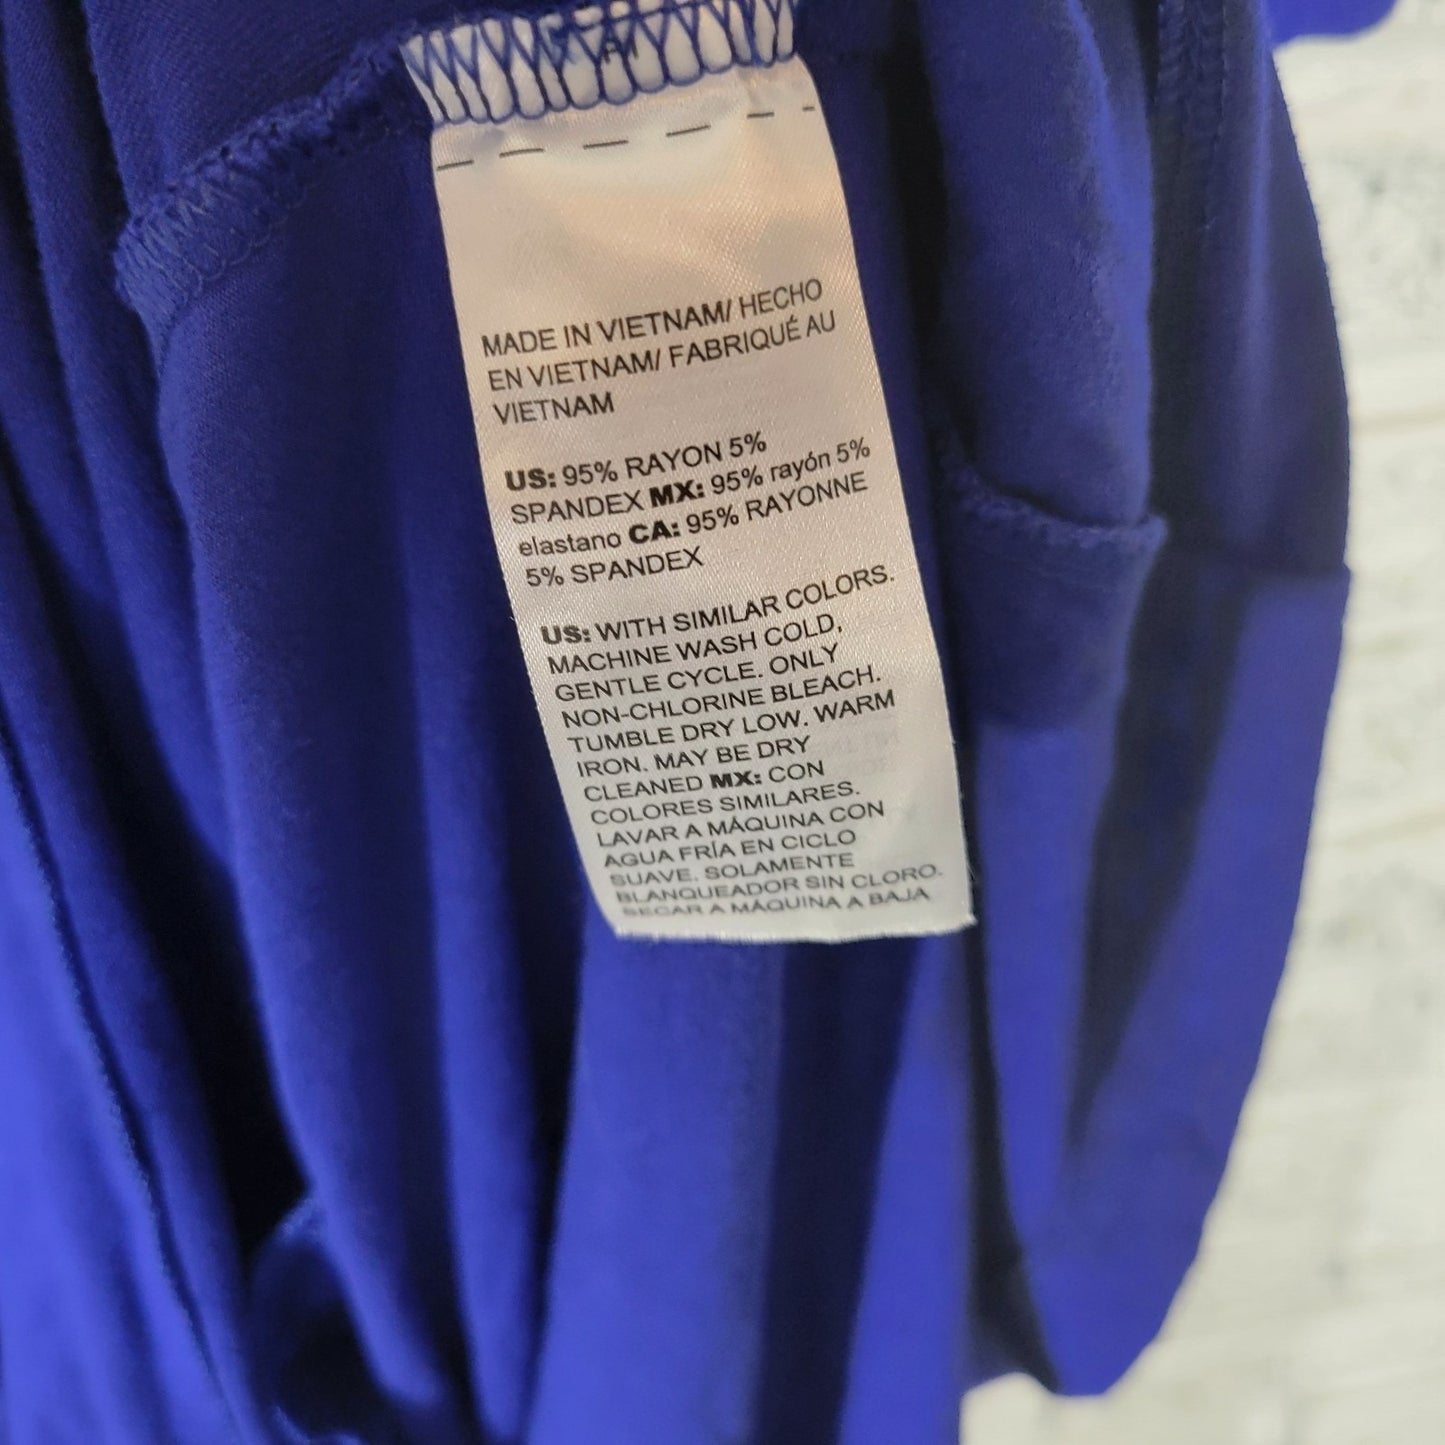 MADE IN VIETNAM/ HECHO
EN VIETNAM/ FABRIQUÉ AU
VIETNAM
US: 95% RAYON 5%
SPANDEX MX: 95% rayón 5%
elastano CA: 95% RAYONNE
5% SPANDEX
US: WITH SIMILAR COLORS.
MACHINE WASH COLD,
GENTLE CYCLE. ONLY
NON-CHLORINE BLEACH.
TUMBLE DRY LOW. WARM
IRON. MAY BE DRY
CLEANED MX: CON
COLORES SIMILARES.
LAVAR A MÁQUINA CON
AGUA FRÍA EN CICLO
SUAVE. SOLAMENTE
BLANQUEADOR SIN CLORO.
SECAR A MÁQUINA A BAJA